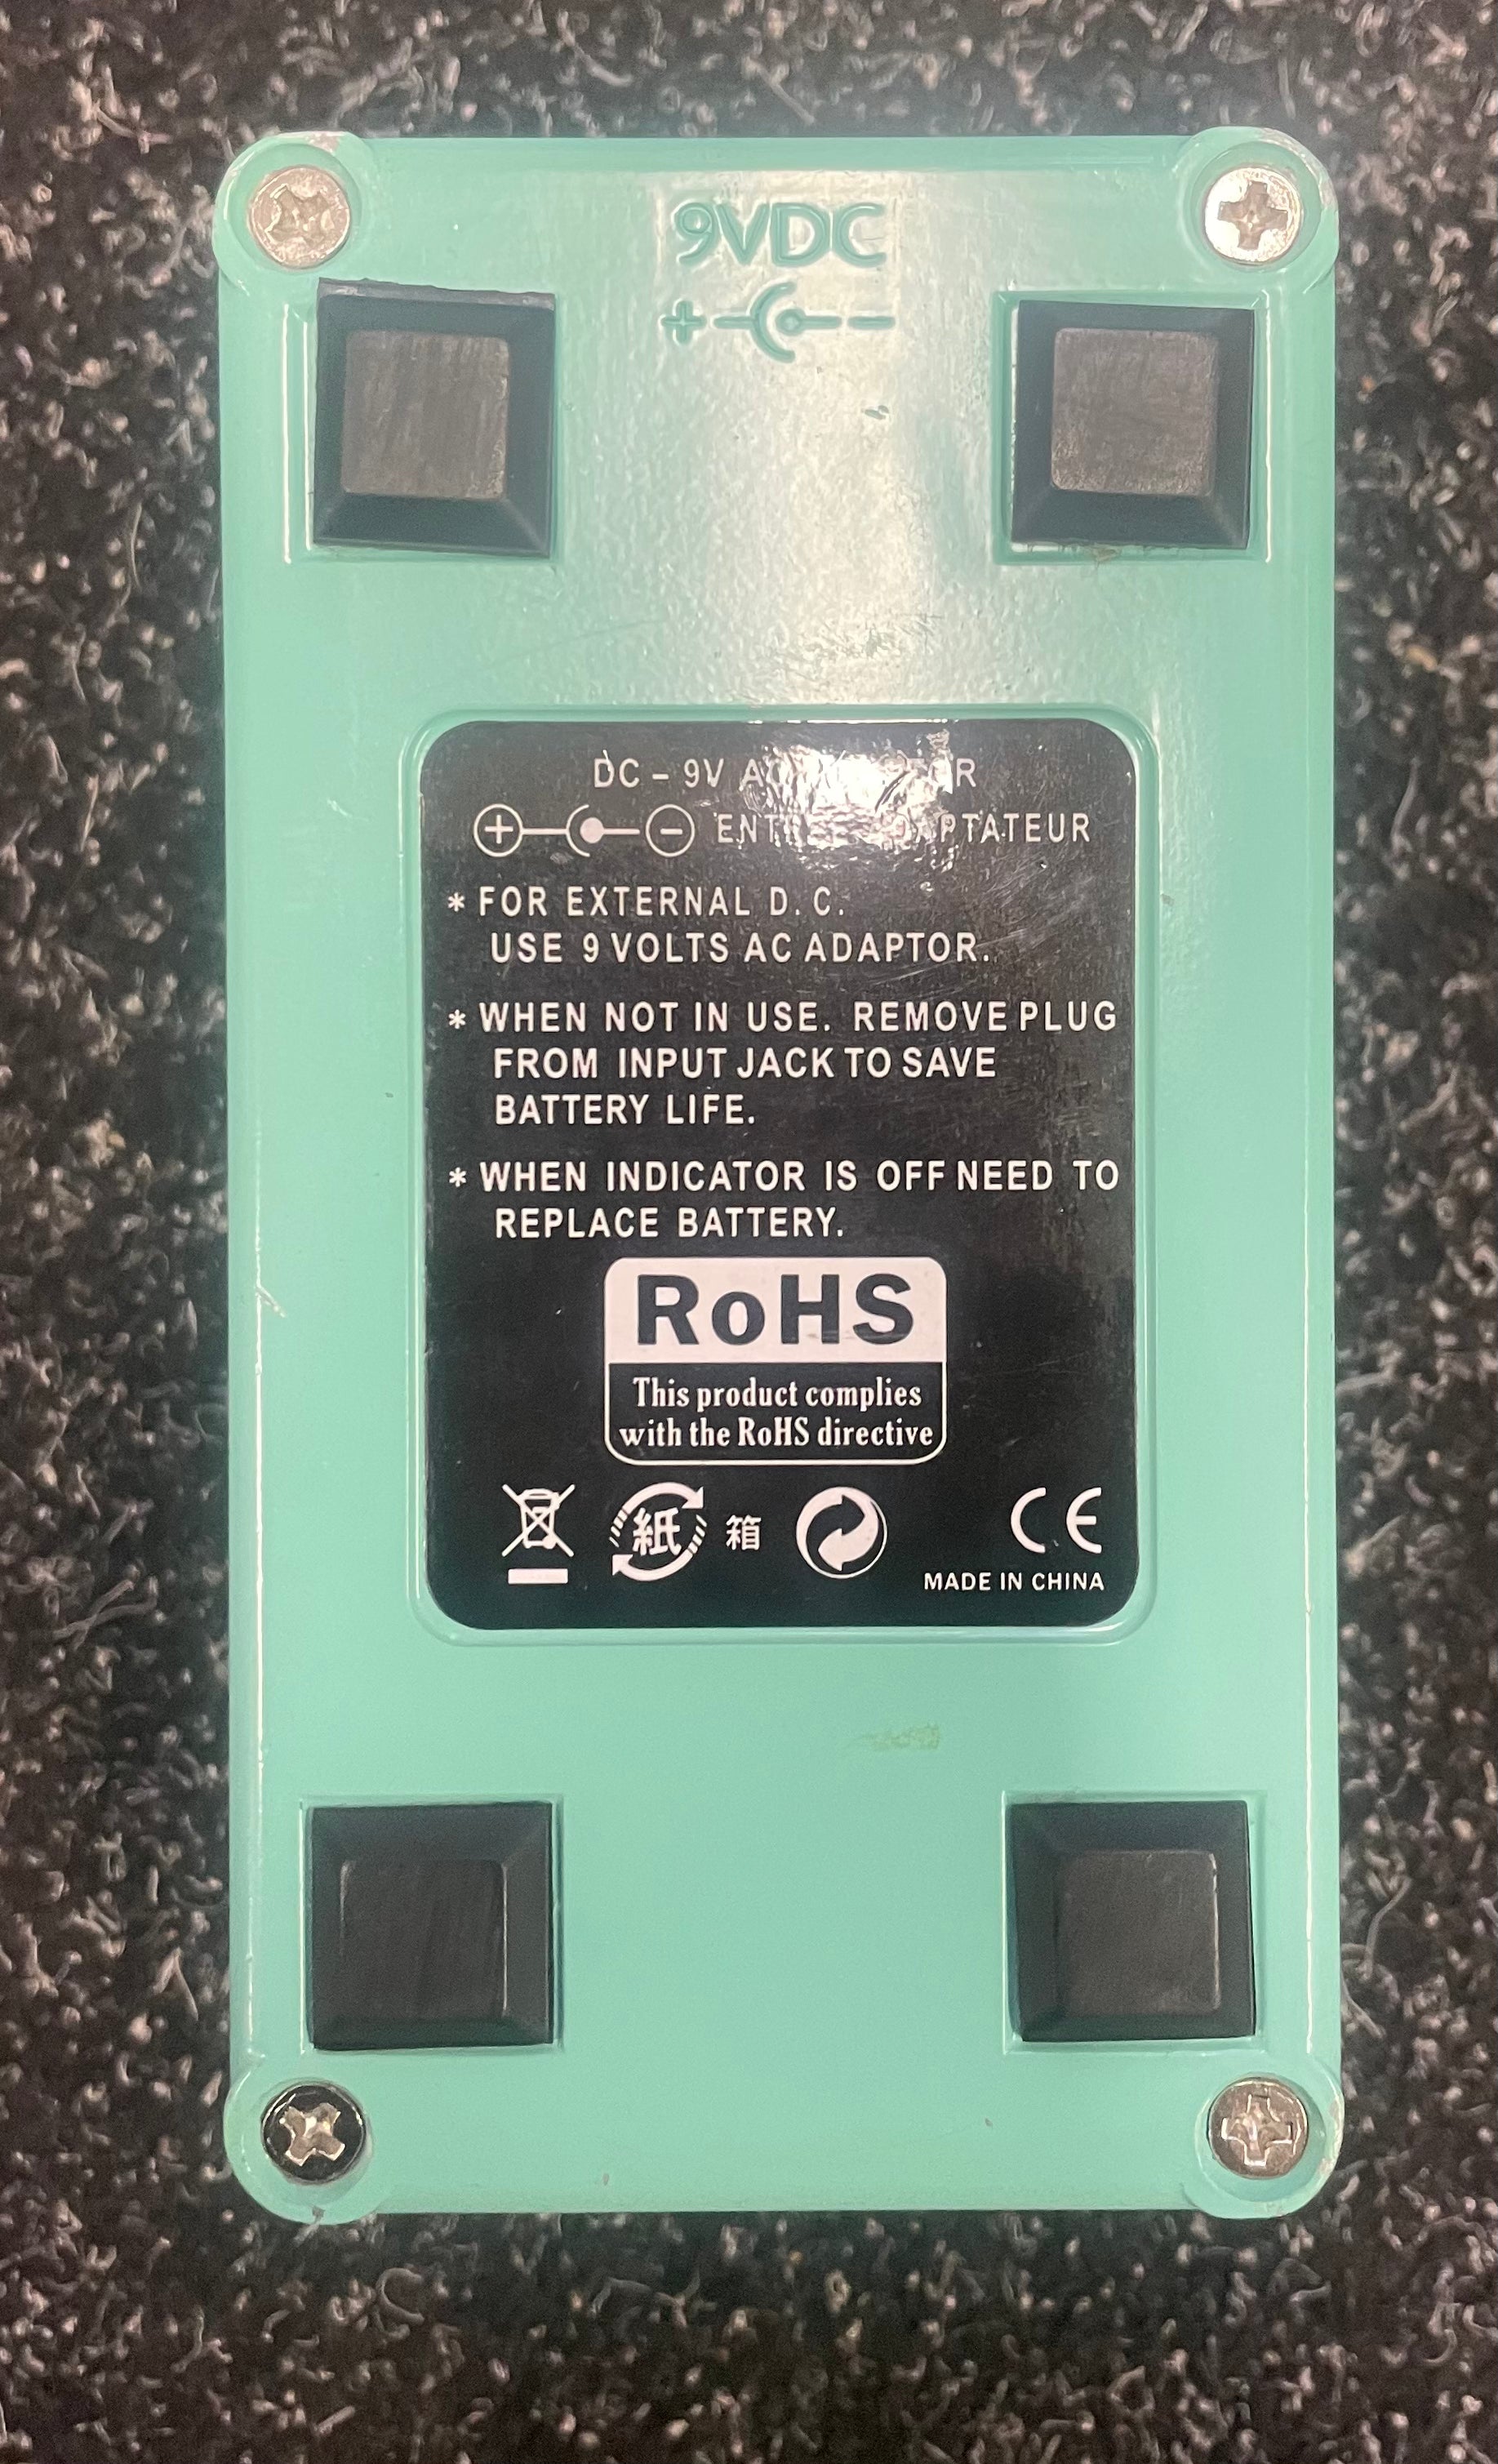 9VDC
+ -
DC - 9V
+ - ADAPTATEUR
* FOR EXTERNAL D.C.
USE 9 VOLTS AC ADAPTOR.
* WHEN NOT IN USE. REMOVE PLUG
FROM INPUT JACK TO SAVE
BATTERY LIFE.
* WHEN INDICATOR IS OFF NEED TO
REPLACE BATTERY.
RoHS
This product complies
with the RoHS directive
紙 箱 CE
MADE IN CHINA